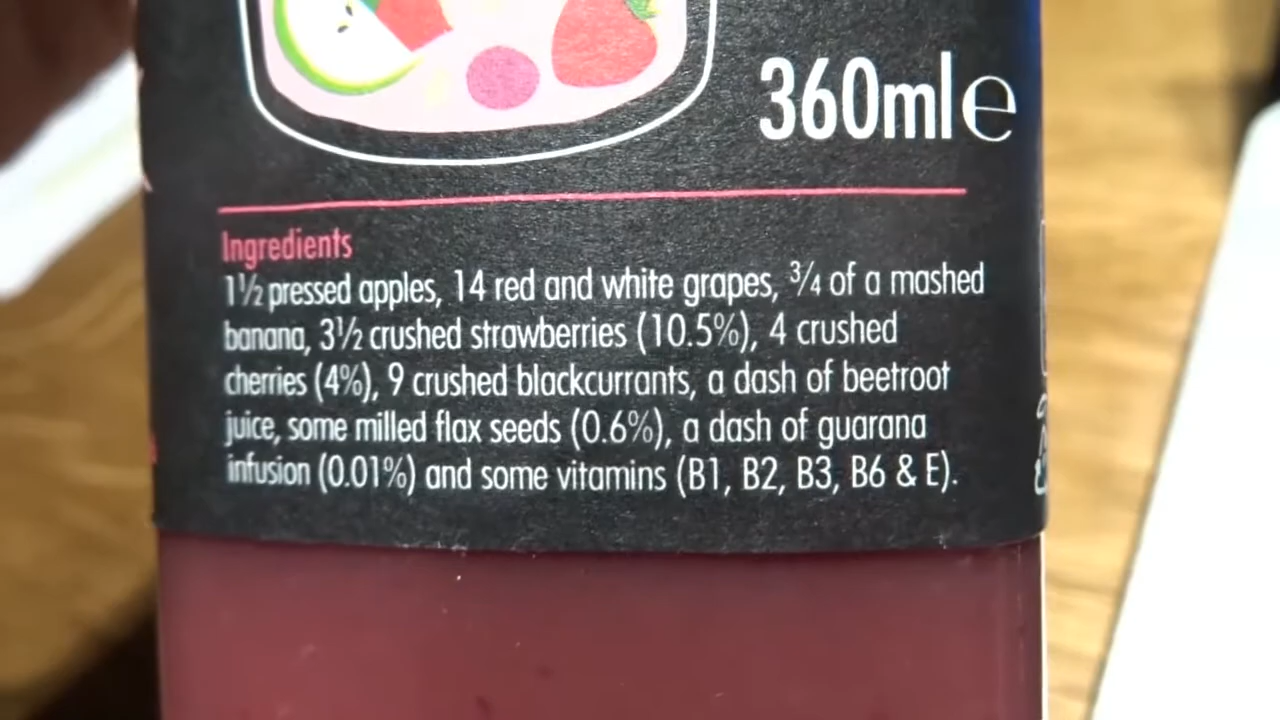 360ml℮
Ingredients
1½ pressed apples, 14 red and white grapes, ¾ of a mashed
banana, 3½ crushed strawberries (10.5%), 4 crushed
cherries (4%), 9 crushed blackcurrants, a dash of beetroot
juice, some milled flax seeds (0.6%), a dash of guarana
infusion (0.01%) and some vitamins (B1, B2, B3, B6 & E).